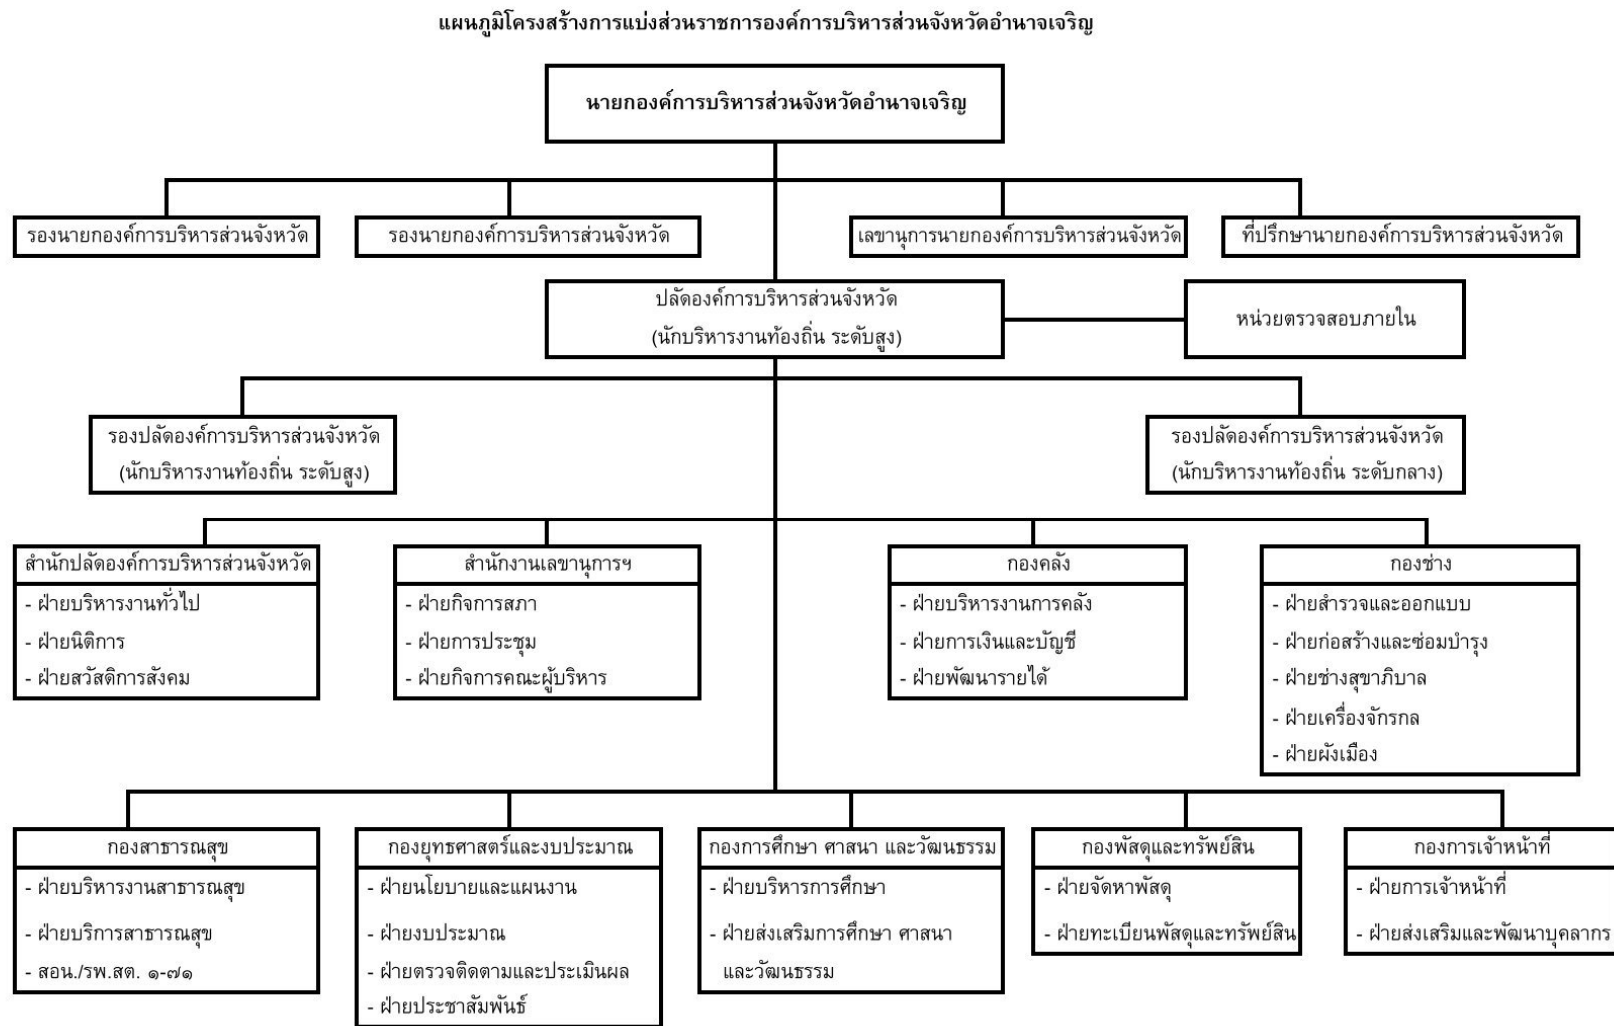 แผนภูมิโครงสร้างการแบ่งส่วนราชการองค์การบริหารส่วนจังหวัดอำนาจเจริญ
นายกองค์การบริหารส่วนจังหวัดอำนาจเจริญ
รองนายกองค์การบริหารส่วนจังหวัด
รองนายกองค์การบริหารส่วนจังหวัด
เลขานุการนายกองค์การบริหารส่วนจังหวัด
ที่ปรึกษานายกองค์การบริหารส่วนจังหวัด
ปลัดองค์การบริหารส่วนจังหวัด
(นักบริหารงานท้องถิ่น ระดับสูง)
หน่วยตรวจสอบภายใน
รองปลัดองค์การบริหารส่วนจังหวัด
(นักบริหารงานท้องถิ่น ระดับสูง)
รองปลัดองค์การบริหารส่วนจังหวัด
(นักบริหารงานท้องถิ่น ระดับกลาง)
สำนักปลัดองค์การบริหารส่วนจังหวัด
- ฝ่ายบริหารงานทั่วไป
- ฝ่ายนิติการ
- ฝ่ายสวัสดิการสังคม
สำนักงานเลขานุการฯ
- ฝ่ายกิจการสภา
- ฝ่ายการประชุม
- ฝ่ายกิจการคณะผู้บริหาร
กองคลัง
- ฝ่ายบริหารงานการคลัง
- ฝ่ายการเงินและบัญชี
- ฝ่ายพัฒนารายได้
กองช่าง
- ฝ่ายสำรวจและออกแบบ
- ฝ่ายก่อสร้างและซ่อมบำรุง
- ฝ่ายช่างสุขาภิบาล
- ฝ่ายเครื่องจักรกล
- ฝ่ายผังเมือง
กองสาธารณสุข
- ฝ่ายบริหารงานสาธารณสุข
- ฝ่ายบริการสาธารณสุข
- สอน./รพ.สต. ๑-๗๑
กองยุทธศาสตร์และงบประมาณ
- ฝ่ายนโยบายและแผนงาน
- ฝ่ายงบประมาณ
- ฝ่ายตรวจติดตามและประเมินผล
- ฝ่ายประชาสัมพันธ์
กองการศึกษา ศาสนา และวัฒนธรรม
- ฝ่ายบริหารการศึกษา
- ฝ่ายส่งเสริมการศึกษา ศาสนา
และวัฒนธรรม
กองพัสดุและทรัพย์สิน
- ฝ่ายจัดหาพัสดุ
- ฝ่ายทะเบียนพัสดุและทรัพย์สิน
กองการเจ้าหน้าที่
- ฝ่ายการเจ้าหน้าที่
- ฝ่ายส่งเสริมและพัฒนาบุคลากร